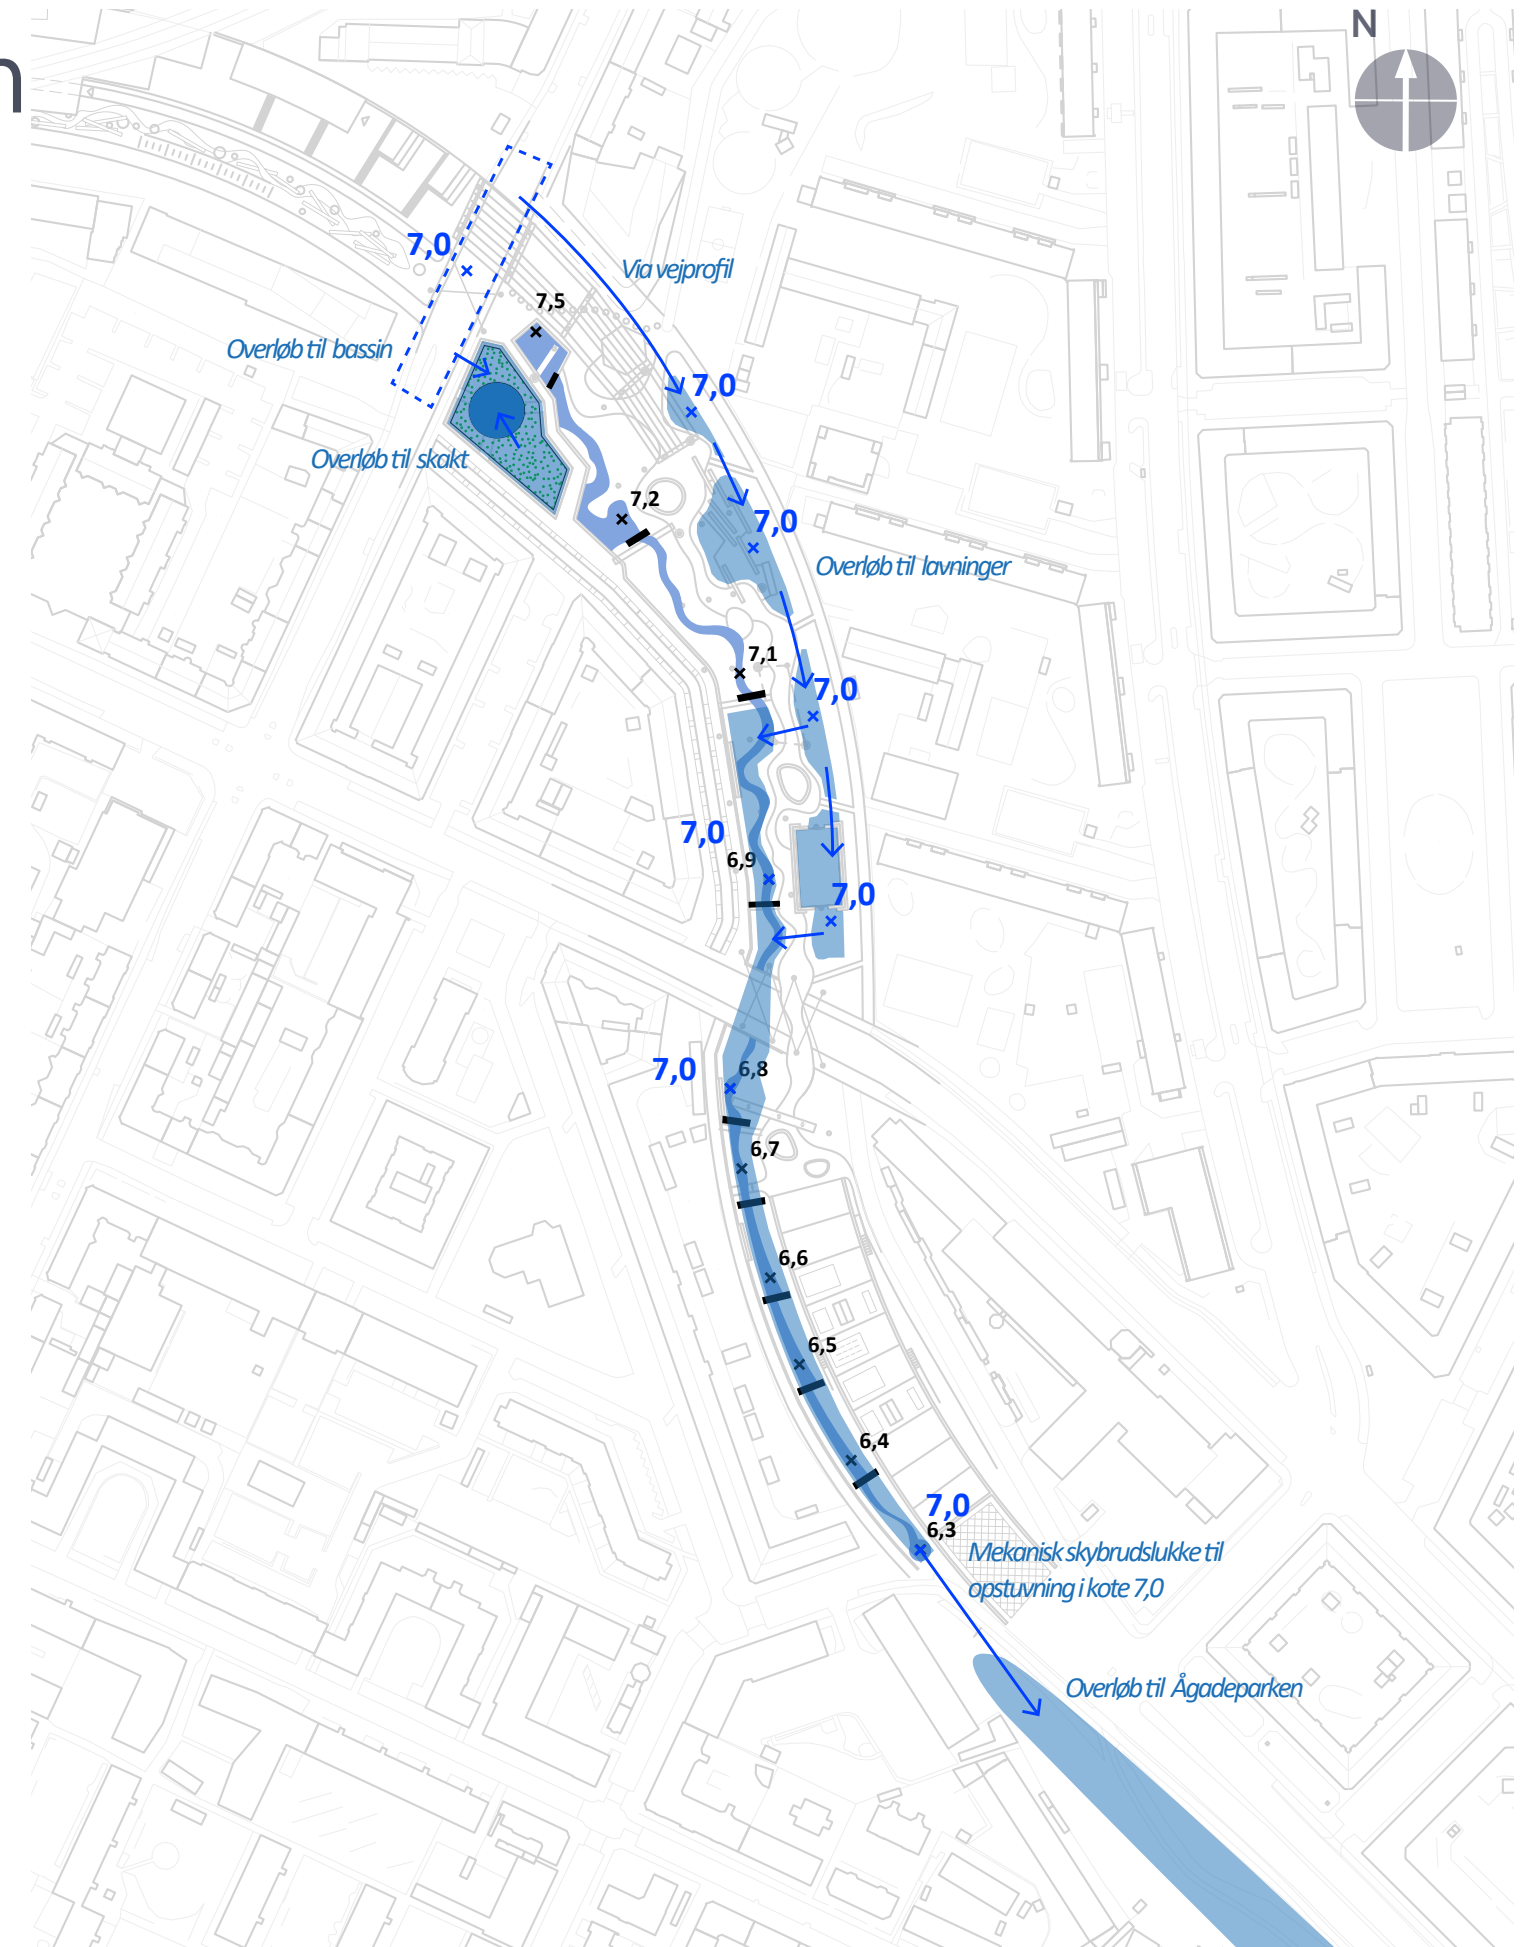 N
n
7,0
Via vejprofil
7,5
Overløb til bassin
7,0
Overløb til skakt
7,2
7,0
Overløb til lavninger
7,1
7,0
7,0
6,9
7,0
7,0
6,8
6,7
6,6
6,5
6,4
7,0
6,3
Mekanisk skybrudslukke til
opstuvning i kote 7,0
Overløb til Ågadeparken